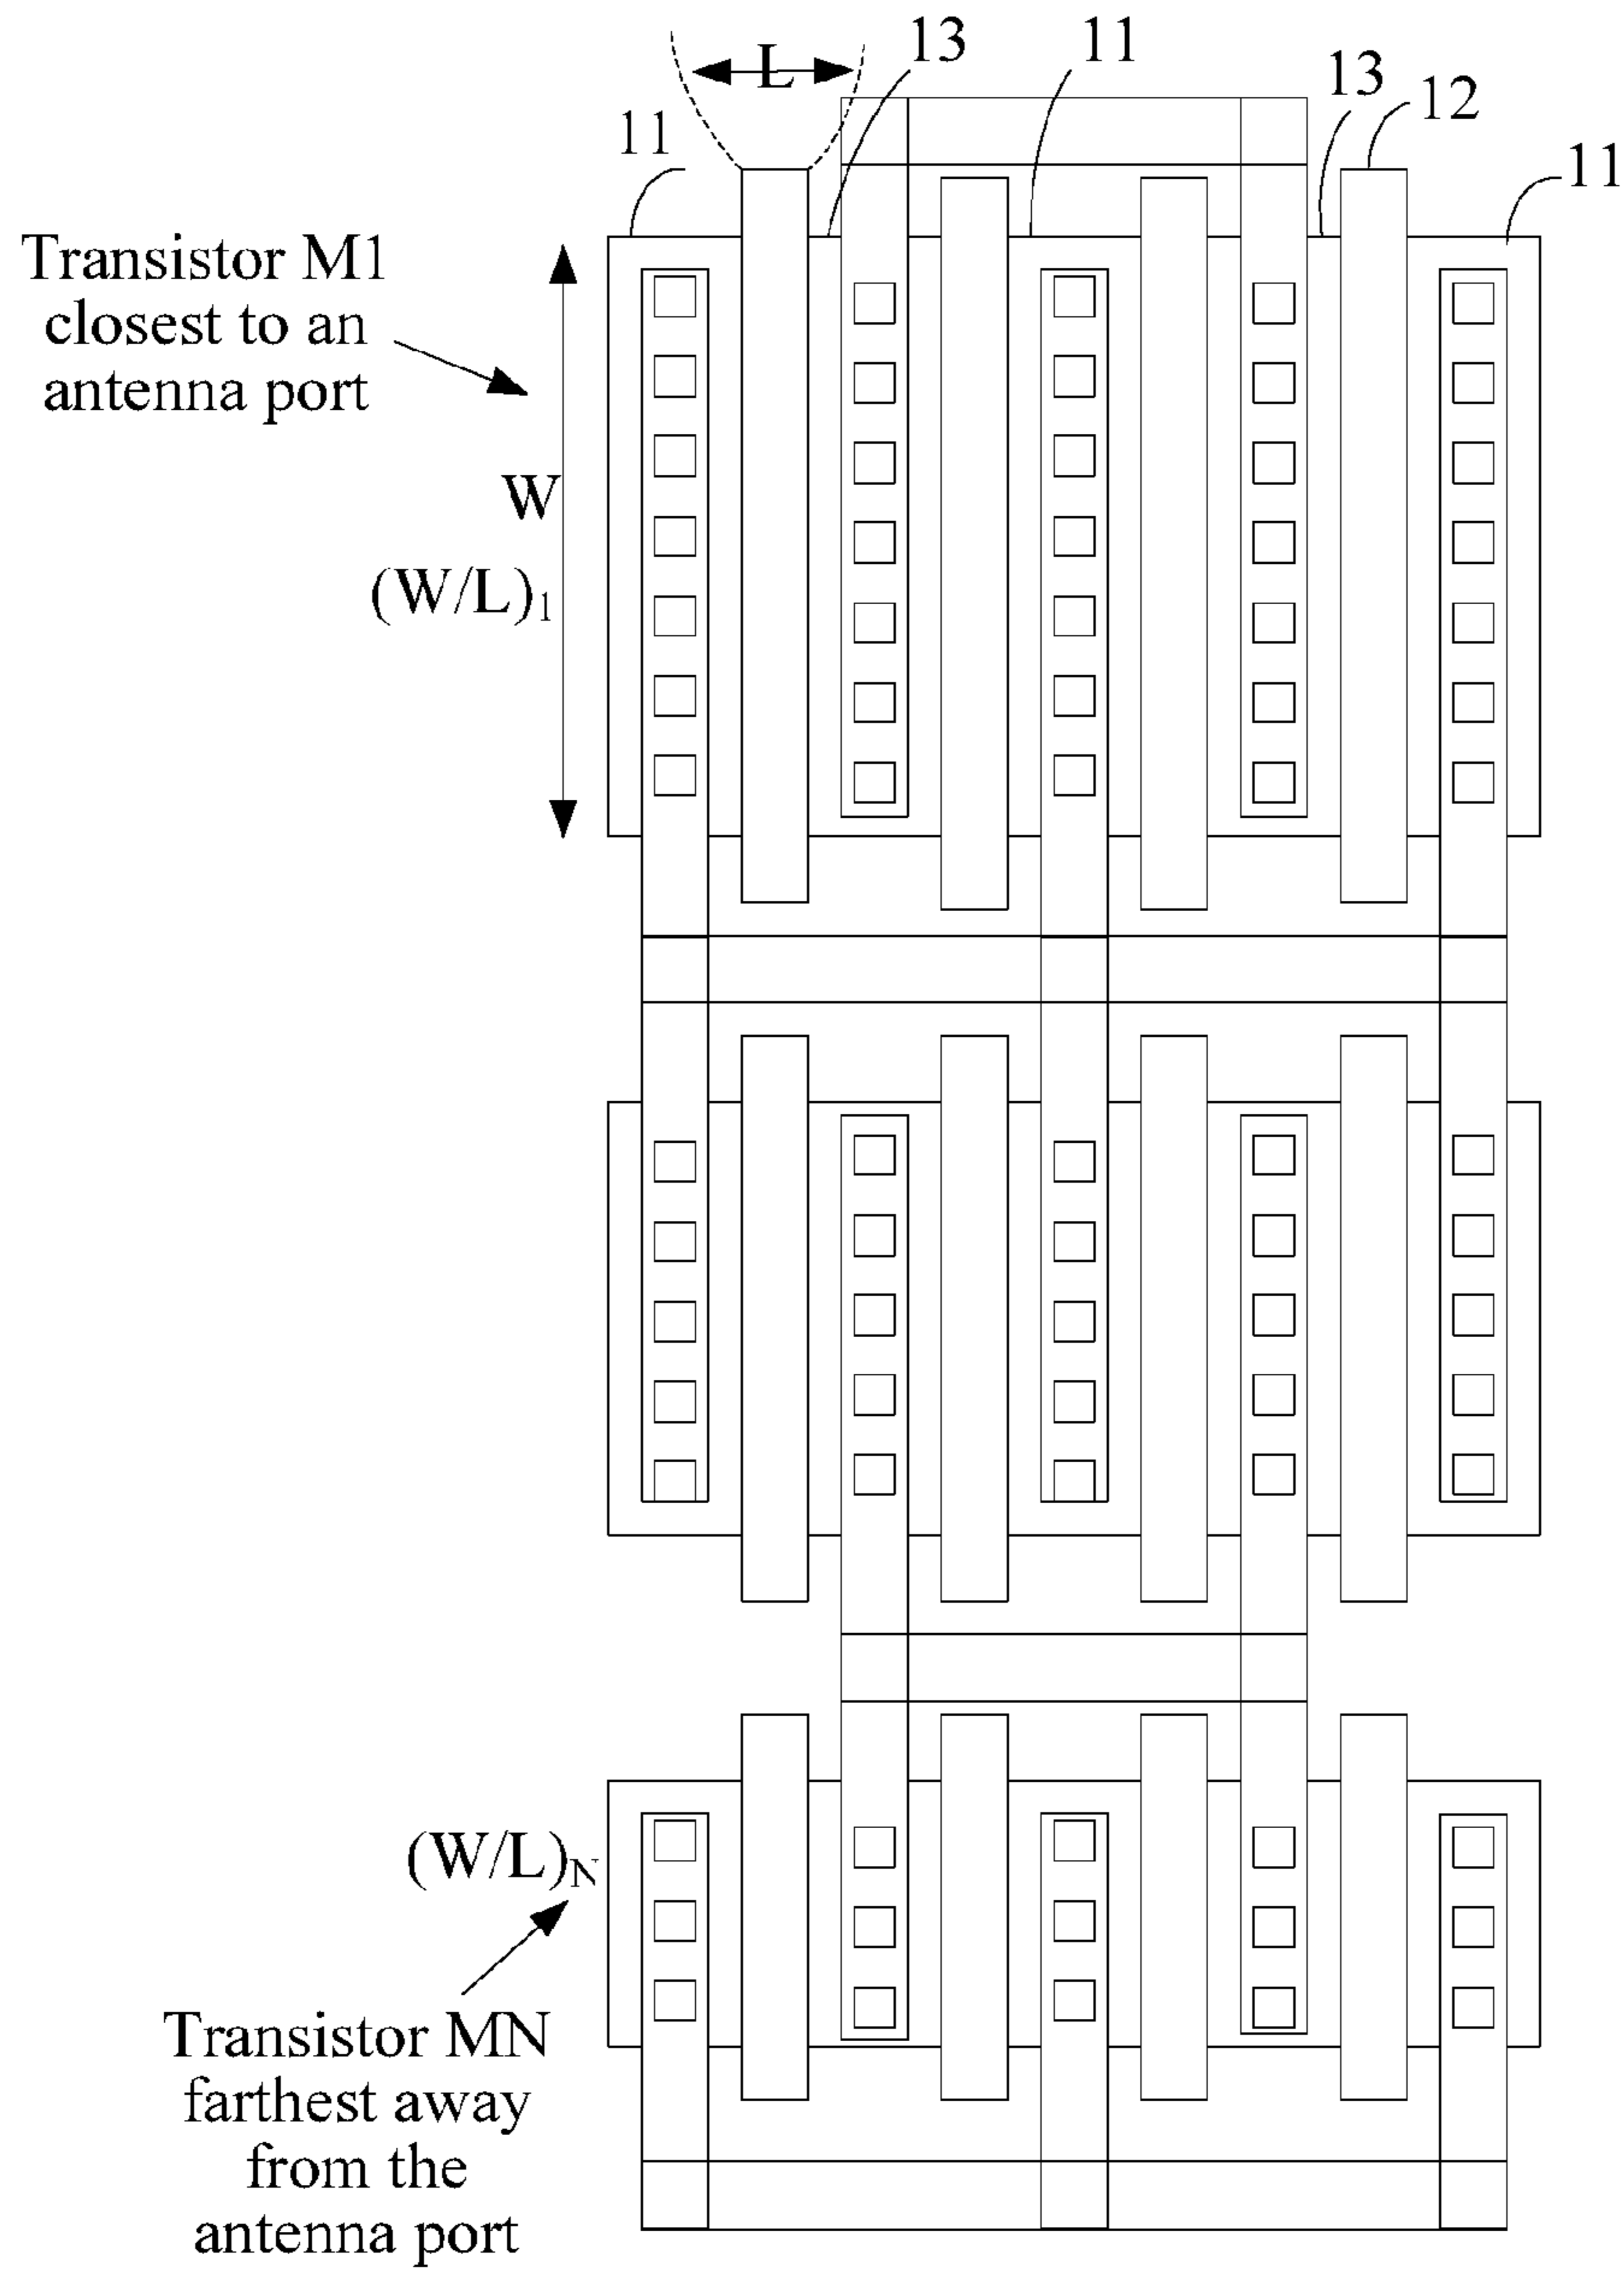 L
13
11
13
12
11
11
Transistor M1
closest to an
antenna port
W
(W/L)1
(W/L)N
Transistor MN
farthest away
from the
antenna port